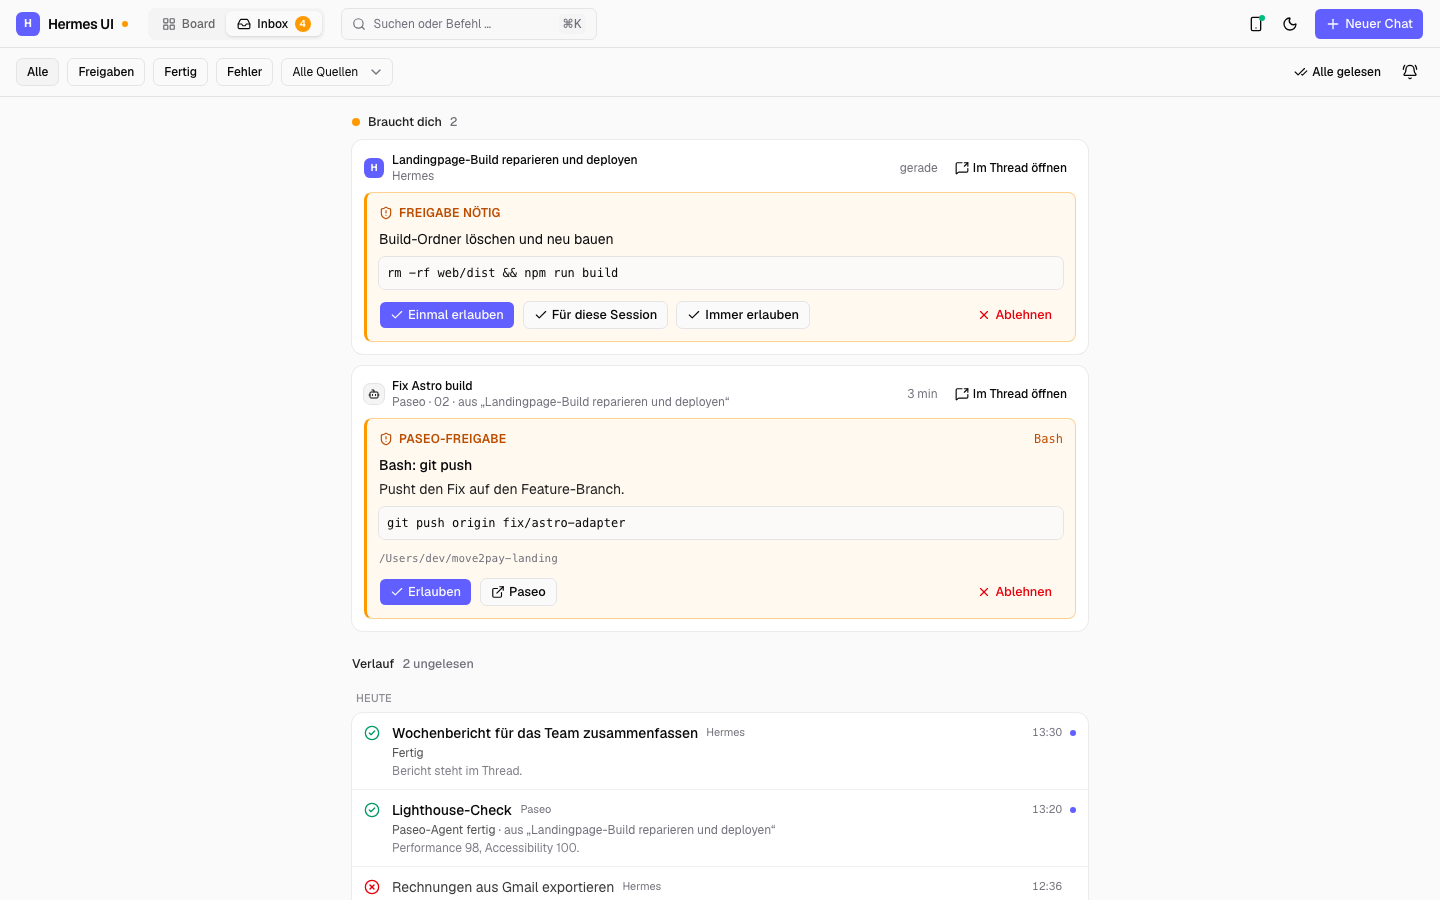 H Hermes UI Board Inbox 4 Suchen oder Befehl … ⌘K Neuer Chat
Alle Freigaben Fertig Fehler Alle Quellen Alle gelesen
Braucht dich 2
H Landingpage-Build reparieren und deployen
Hermes
gerade Im Thread öffnen
FREIGABE NÖTIG
Build-Ordner löschen und neu bauen
rm -rf web/dist && npm run build
Einmal erlauben Für diese Session Immer erlauben Ablehnen
Fix Astro build
Paseo · 02 · aus „Landingpage-Build reparieren und deployen“
3 min Im Thread öffnen
PASEO-FREIGABE Bash
Bash: git push
Pusht den Fix auf den Feature-Branch.
git push origin fix/astro-adapter
/Users/dev/move2pay-landing
Erlauben Paseo Ablehnen
Verlauf 2 ungelesen
HEUTE
Wochenbericht für das Team zusammenfassen Hermes 13:30
Fertig
Bericht steht im Thread.
Lighthouse-Check Paseo 13:20
Paseo-Agent fertig · aus „Landingpage-Build reparieren und deployen“
Performance 98, Accessibility 100.
Rechnungen aus Gmail exportieren Hermes 12:36